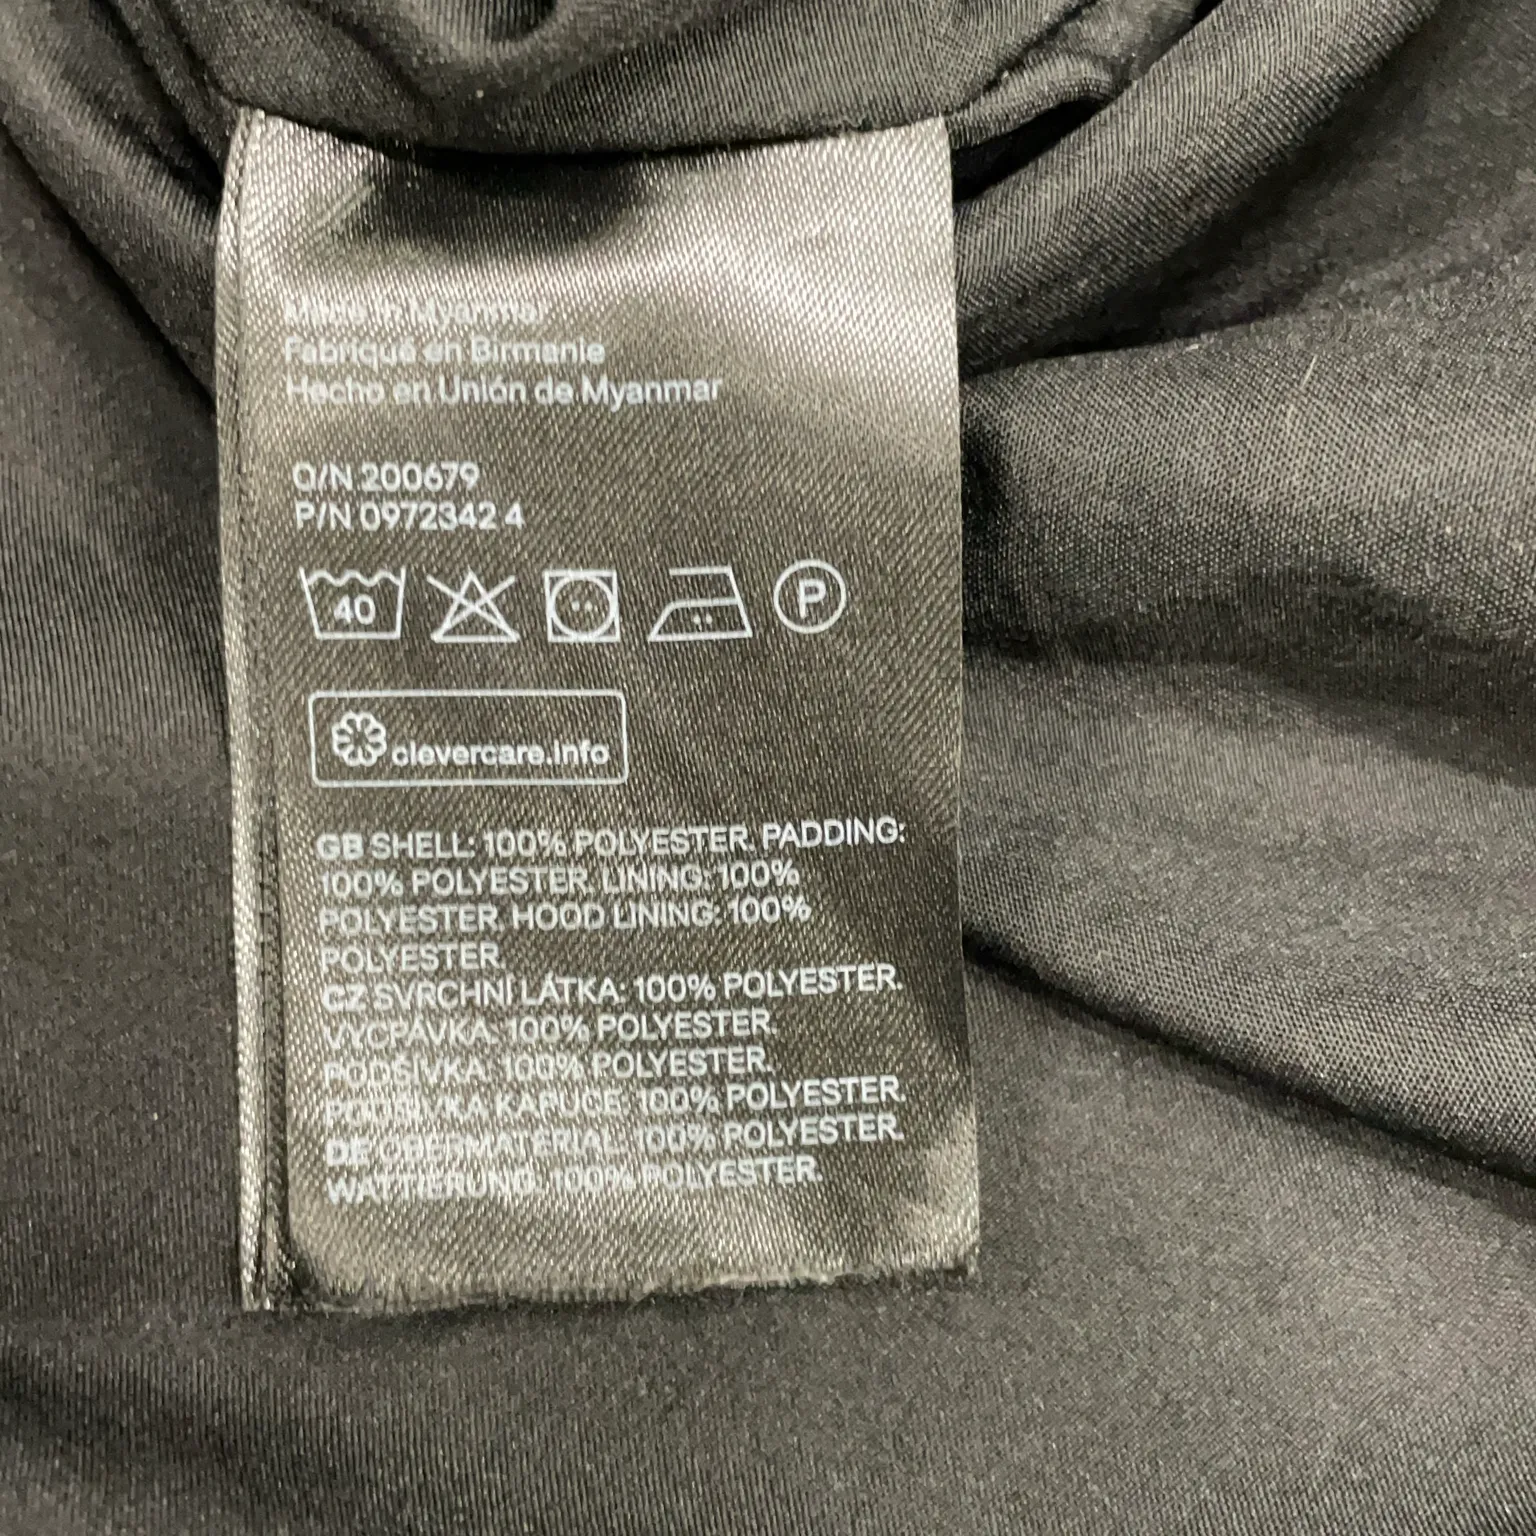 Made in Myanmar
Fabriqué en Birmanie
Hecho en Unión de Myanmar
O/N 200679
P/N 0972342 4
40
P
clevercare.info
GB SHELL: 100% POLYESTER. PADDING:
100% POLYESTER. LINING: 100%
POLYESTER. HOOD LINING: 100%
POLYESTER.
CZ SVRCHNÍ LÁTKA: 100% POLYESTER.
VÝCPÁVKA: 100% POLYESTER.
PODŠÍVKA: 100% POLYESTER.
PODŠÍVKA KAPUCE: 100% POLYESTER.
DE OBERMATERIAL: 100% POLYESTER.
WATTIERUNG: 100% POLYESTER.